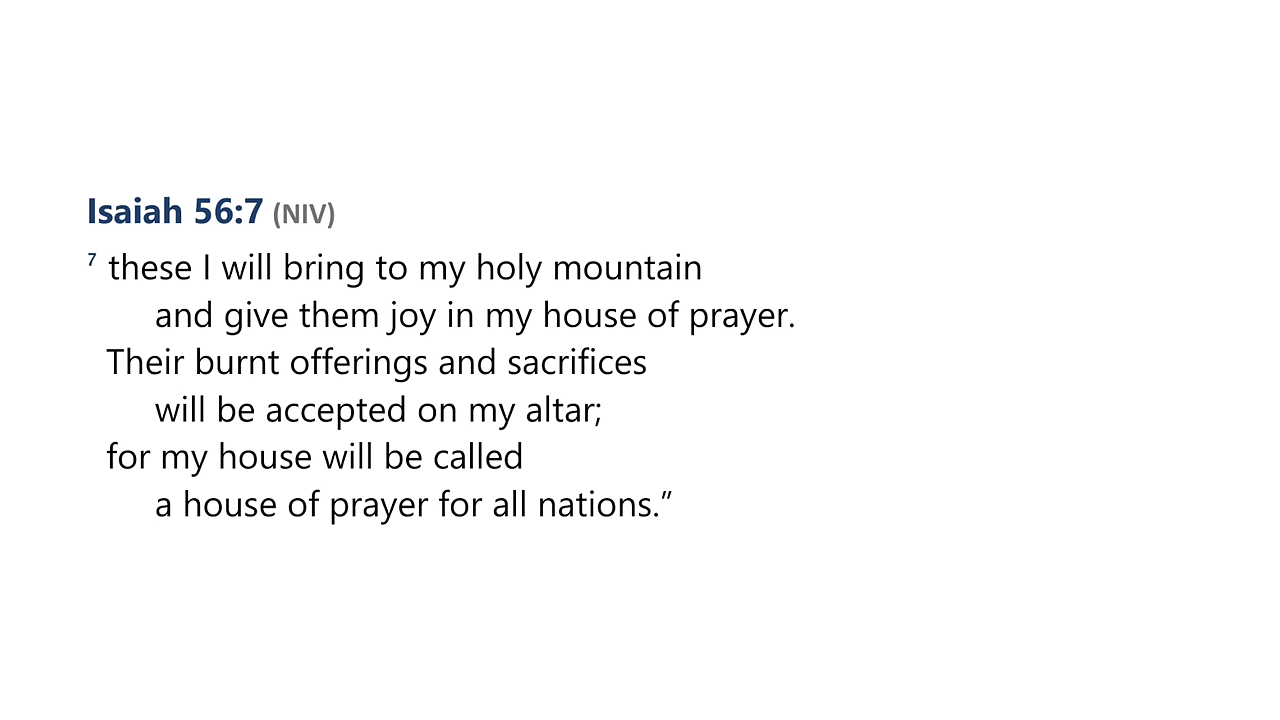 Isaiah 56:7 (NIV)
7 these I will bring to my holy mountain
and give them joy in my house of prayer.
Their burnt offerings and sacrifices
will be accepted on my altar;
for my house will be called
a house of prayer for all nations.”